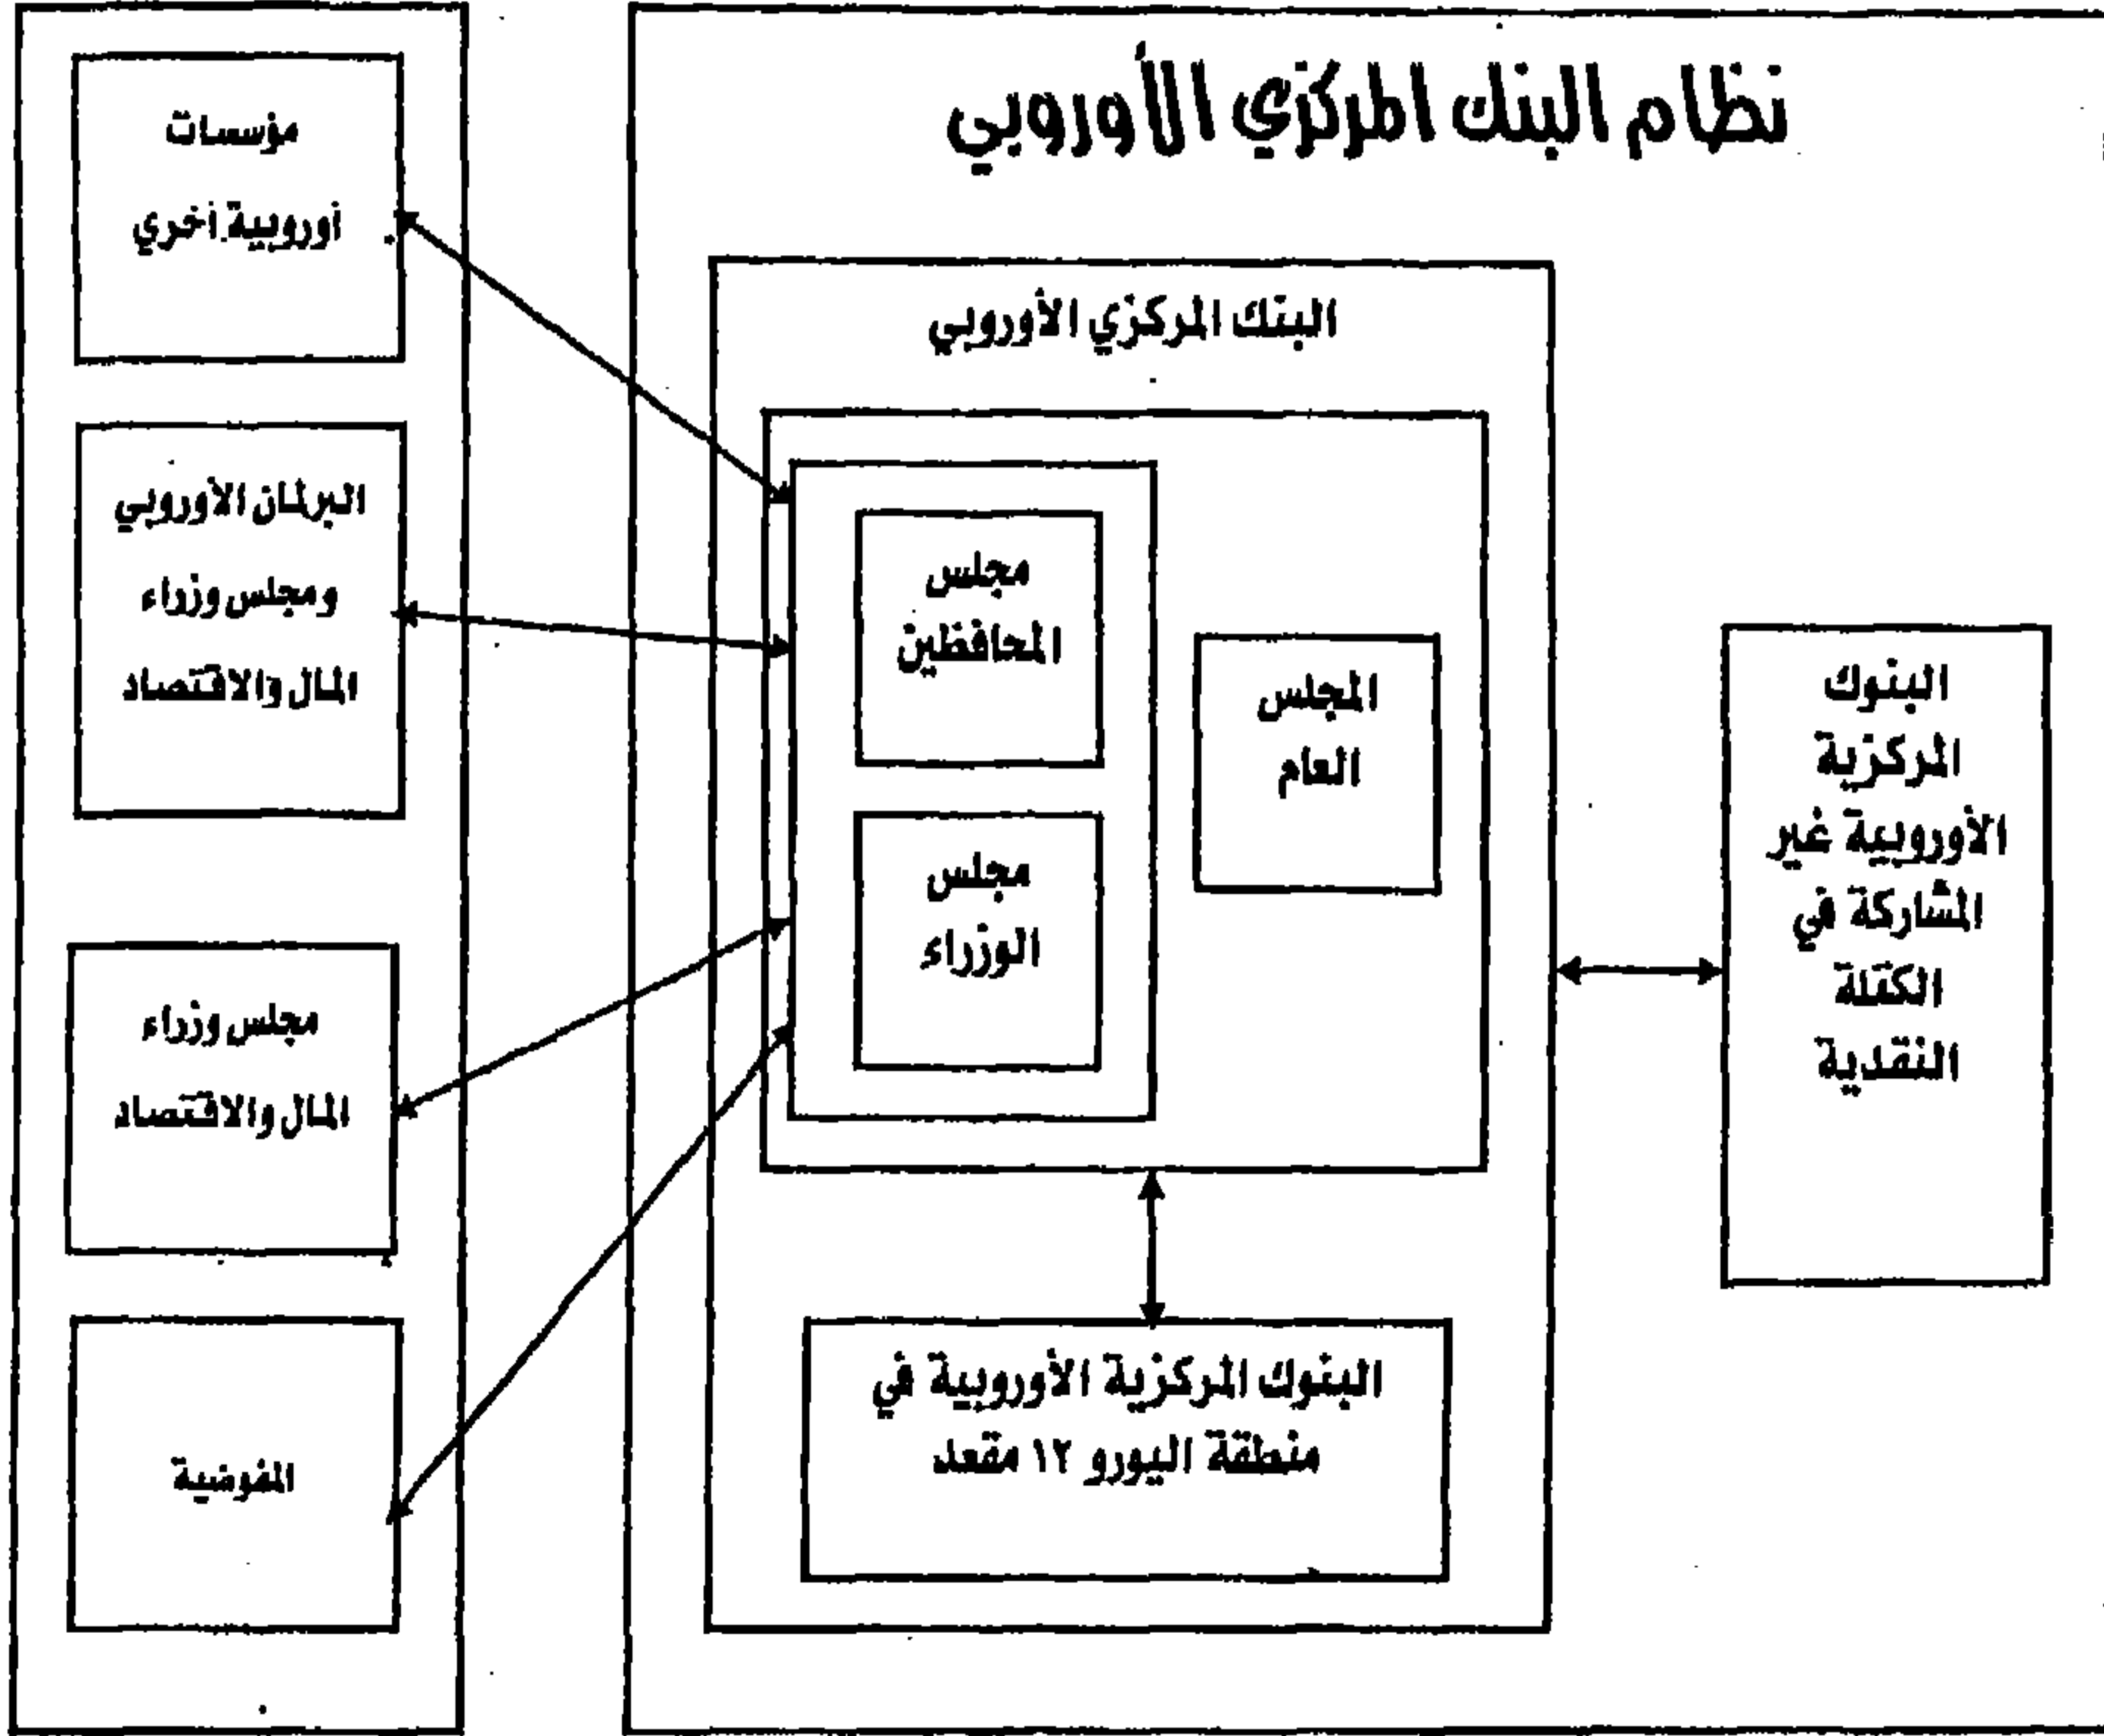 نظام البنك المركزي الأوروبي
البنك المركزي الأوروبي
البنوك
المركزية
الأوروبية غير
المشاركة في
الكتلة
النقدية
المجلس
العام
مجلس
المحافظين
مجلس
الوزراء
البنوك المركزية الأوروبية في
منطقة اليورو ١٢ مقعد
مؤسسات
أوروبية أخري
البرلمان الأوروبي
ومجلس وزراء
المال والاقتصاد
مجلس وزراء
المال والاقتصاد
المفوضية